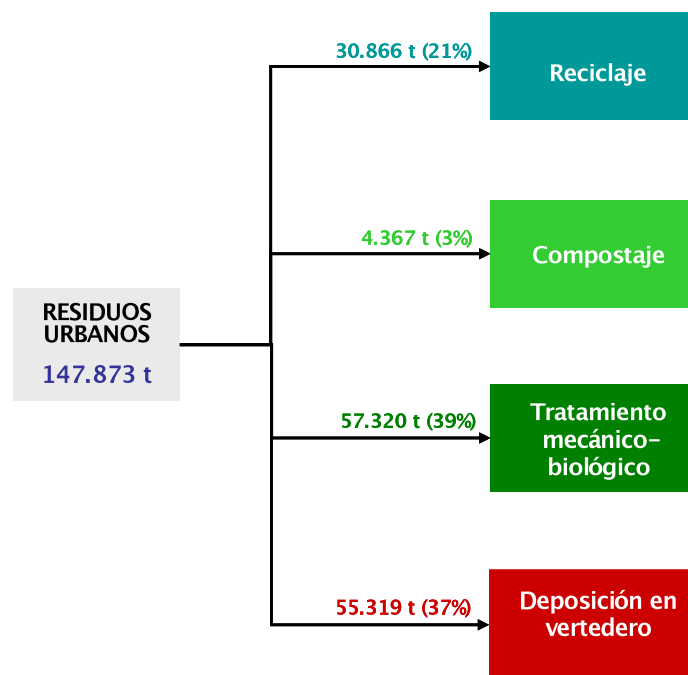 30.866 t (21%)
Reciclaje
4.367 t (3%)
Compostaje
RESIDUOS
URBANOS
147.873 t
57.320 t (39%)
Tratamiento
mecánico-
biológico
55.319 t (37%)
Deposición en
vertedero